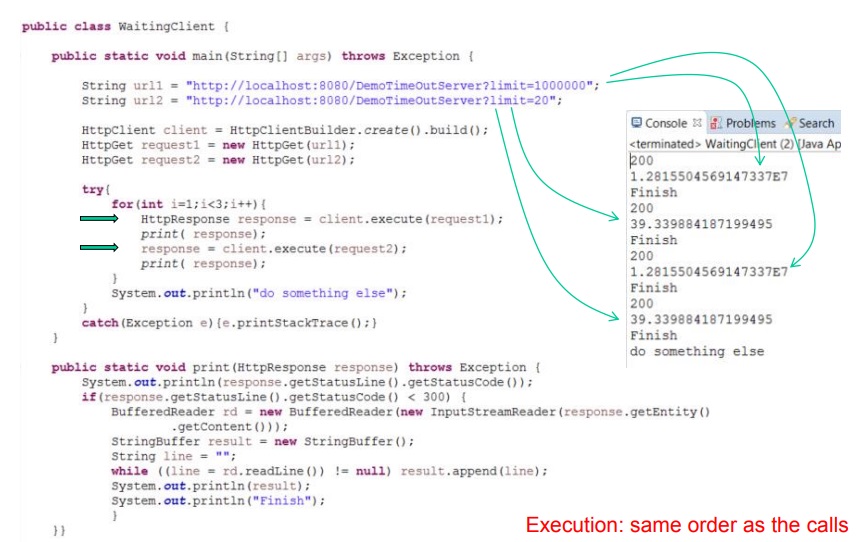 public class WaitingClient {
public static void main(String[] args) throws Exception {
String url1 = "http://localhost:8080/DemoTimeOutServer?limit=1000000";
String url2 = "http://localhost:8080/DemoTimeOutServer?limit=20";
HttpClient client = HttpClientBuilder.create().build();
HttpGet request1 = new HttpGet(url1);
HttpGet request2 = new HttpGet(url2);
try{
for(int i=1;i<3;i++){
HttpResponse response = client.execute(request1);
print( response);
response = client.execute(request2);
print( response);
}
System.out.println("do something else");
}
catch(Exception e){e.printStackTrace();}
}
public static void print(HttpResponse response) throws Exception {
System.out.println(response.getStatusLine().getStatusCode());
if(response.getStatusLine().getStatusCode() < 300) {
BufferedReader rd = new BufferedReader(new InputStreamReader(response.getEntity()
.getContent()));
StringBuffer result = new StringBuffer();
String line = "";
while ((line = rd.readLine()) != null) result.append(line);
System.out.println(result);
System.out.println("Finish");
}
}}
Console Problems Search
<terminated> WaitingClient (2) [Java Ap
200
1.2815504569147337E7
Finish
200
39.339884187199495
Finish
200
1.2815504569147337E7
Finish
200
39.339884187199495
Finish
do something else
Execution: same order as the calls